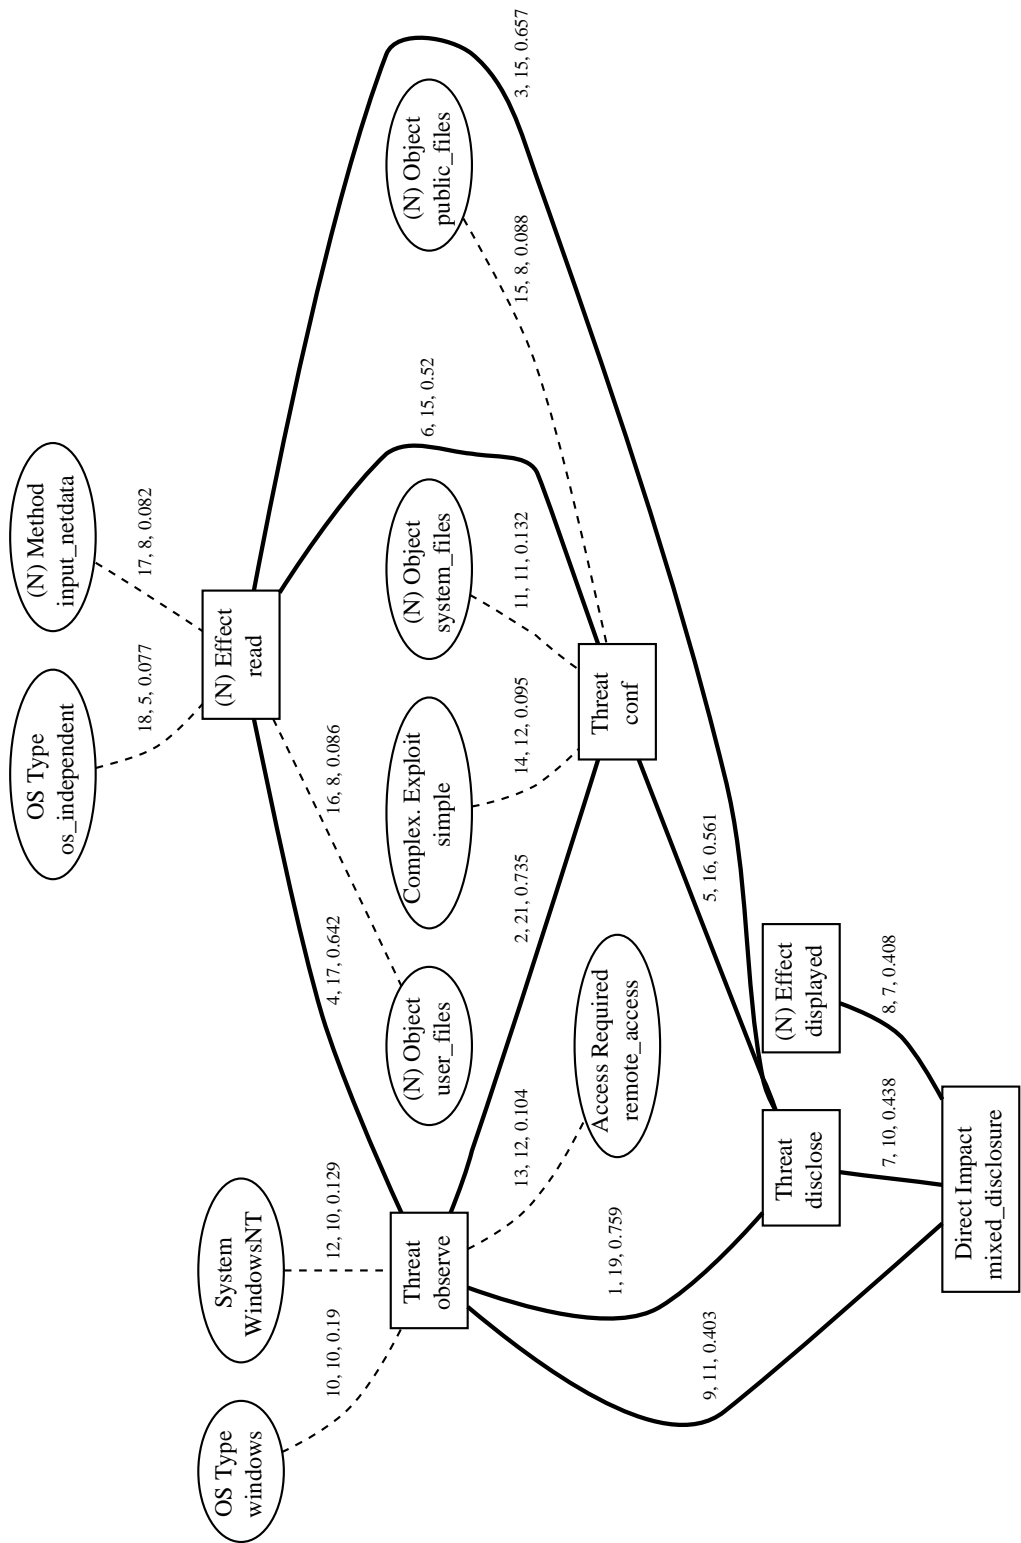 OS Type
windows
System
WindowsNT
OS Type
os_independent
(N) Method
input_netdata
10, 10, 0.19
12, 10, 0.129
18, 5, 0.077
17, 8, 0.082
Threat
observe
(N) Effect
read
4, 17, 0.642
16, 8, 0.086
6, 15, 0.52
3, 15, 0.657
(N) Object
user_files
Complex. Exploit
simple
(N) Object
system_files
(N) Object
public_files
13, 12, 0.104
2, 21, 0.735
14, 12, 0.095
11, 11, 0.132
15, 8, 0.088
Access Required
remote_access
Threat
conf
1, 19, 0.759
9, 11, 0.403
5, 16, 0.561
Threat
disclose
(N) Effect
displayed
7, 10, 0.438
8, 7, 0.408
Direct Impact
mixed_disclosure